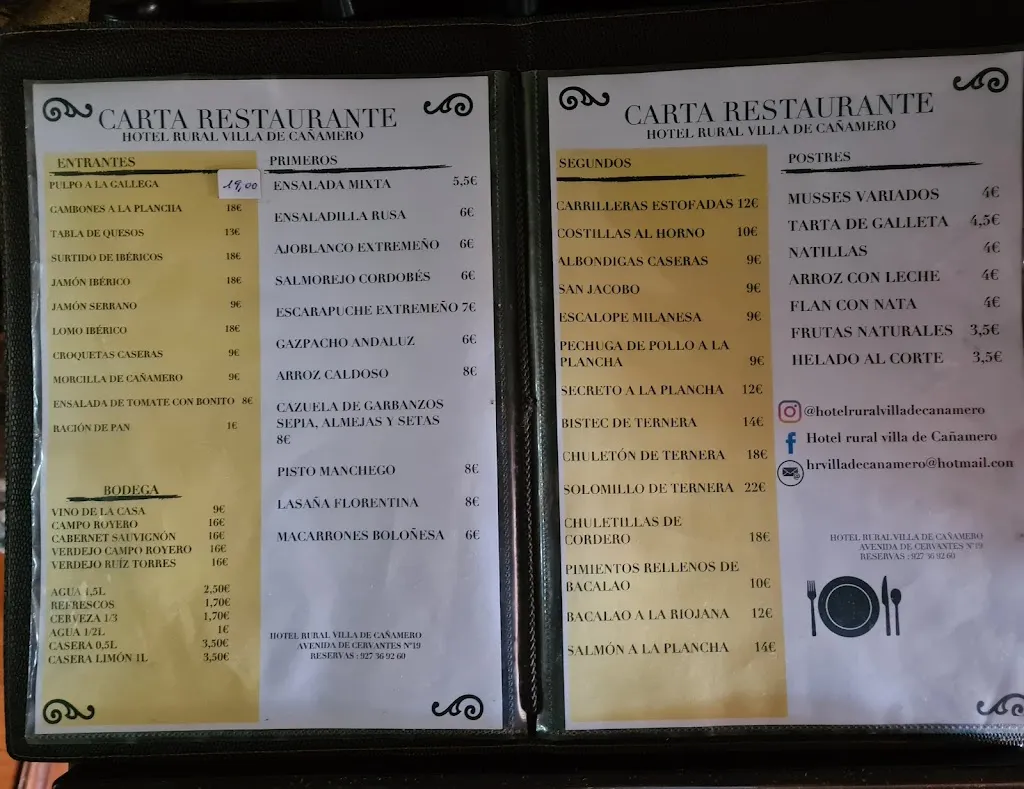 CARTA RESTAURANTE
HOTEL RURAL VILLA DE CAÑAMERO
ENTRANTES
PULPO A LA GALLEGA 19,00
GAMBONES A LA PLANCHA 18€
TABLA DE QUESOS 13€
SURTIDO DE IBÉRICOS 18€
JAMÓN IBÉRICO 18€
JAMÓN SERRANO 9€
LOMO IBÉRICO 18€
CROQUETAS CASERAS 9€
MORCILLA DE CAÑAMERO 9€
ENSALADA DE TOMATE CON BONITO 8€
RACIÓN DE PAN 1€
BODEGA
VINO DE LA CASA 9€
CAMPO ROYERO 16€
CABERNET SAUVIGNÓN 16€
VERDEJO CAMPO ROYERO 16€
VERDEJO RUÍZ TORRES 16€
AGUA 1,5L 2,50€
REFRESCOS 1,70€
CERVEZA 1/3 1,70€
AGUA 1/2L 1€
CASERA 0,5L 3,50€
CASERA LIMÓN 1L 3,50€
PRIMEROS
ENSALADA MIXTA 5,5€
ENSALADILLA RUSA 6€
AJOBLANCO EXTREMEÑO 6€
SALMOREJO CORDOBÉS 6€
ESCARAPUCHE EXTREMEÑO 7€
GAZPACHO ANDALUZ 6€
ARROZ CALDOSO 8€
CAZUELA DE GARBANZOS
SEPIA, ALMEJAS Y SETAS
8€
PISTO MANCHEGO 8€
LASAÑA FLORENTINA 8€
MACARRONES BOLOÑESA 6€
HOTEL RURAL VILLA DE CAÑAMERO
AVENIDA DE CERVANTES Nº19
RESERVAS : 927 36 92 60
CARTA RESTAURANTE
HOTEL RURAL VILLA DE CAÑAMERO
SEGUNDOS
CARRILLERAS ESTOFADAS 12€
COSTILLAS AL HORNO 10€
ALBONDIGAS CASERAS 9€
SAN JACOBO 9€
ESCALOPE MILANESA 9€
PECHUGA DE POLLO A LA
PLANCHA 9€
SECRETO A LA PLANCHA 12€
BISTEC DE TERNERA 14€
CHULETÓN DE TERNERA 18€
SOLOMILLO DE TERNERA 22€
CHULETILLAS DE
CORDERO 18€
PIMIENTOS RELLENOS DE
BACALAO 10€
BACALAO A LA RIOJANA 12€
SALMÓN A LA PLANCHA 14€
POSTRES
MUSSES VARIADOS 4€
TARTA DE GALLETA 4,5€
NATILLAS 4€
ARROZ CON LECHE 4€
FLAN CON NATA 4€
FRUTAS NATURALES 3,5€
HELADO AL CORTE 3,5€
@hotelruralvilladecanamero
Hotel rural villa de Cañamero
hrvilladecanamero@hotmail.com
HOTEL RURAL VILLA DE CAÑAMERO
AVENIDA DE CERVANTES Nº19
RESERVAS : 927 36 92 60